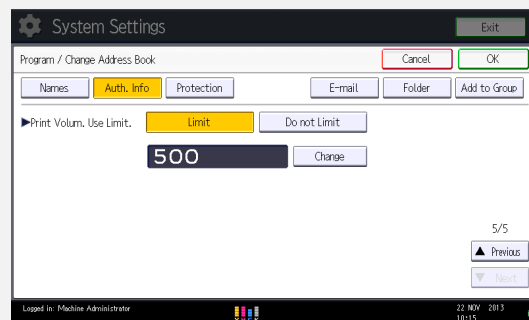 System Settings
Exit
Program / Change Address Book
Cancel
OK
Names
Auth. Info
Protection
E-mail
Folder
Add to Group
▶Print Volum. Use Limit.
Limit
Do not Limit
500
Change
5/5
▲ Previous
▼ Next
Logged in: Machine Administrator
22 NOV 2013
10:15